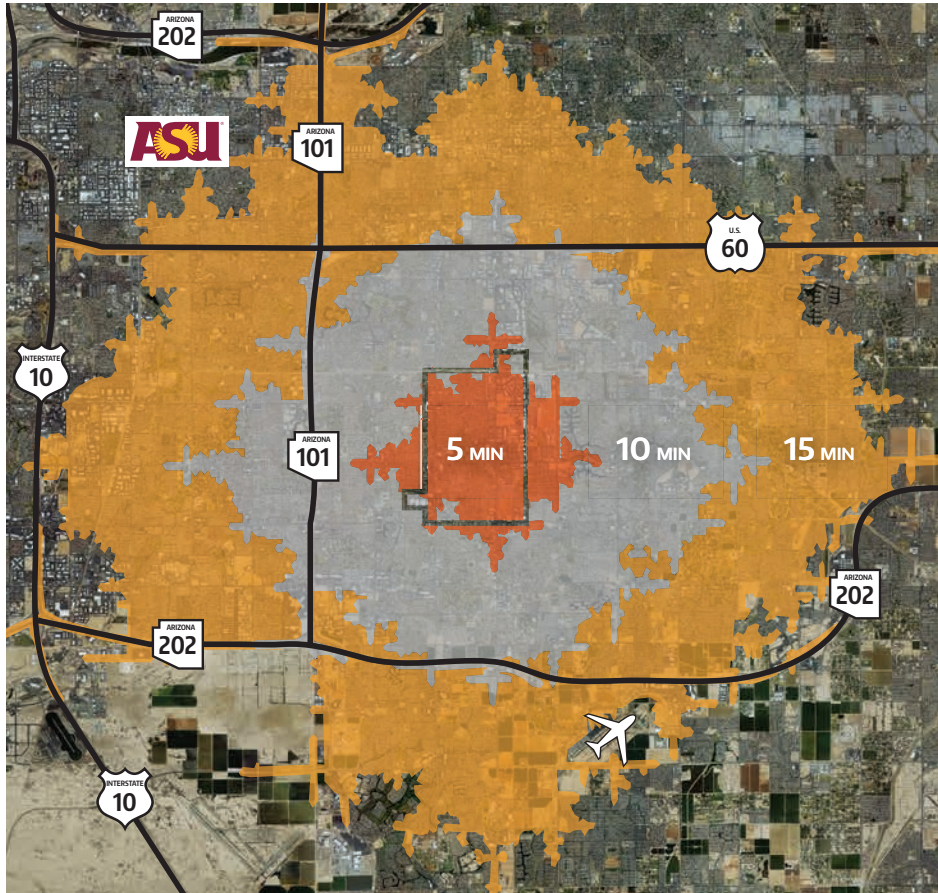 ARIZONA
202
ASU
ARIZONA
101
U.S.
60
INTERSTATE
10
ARIZONA
101
5 MIN
10 MIN
15 MIN
ARIZONA
202
ARIZONA
202
INTERSTATE
10